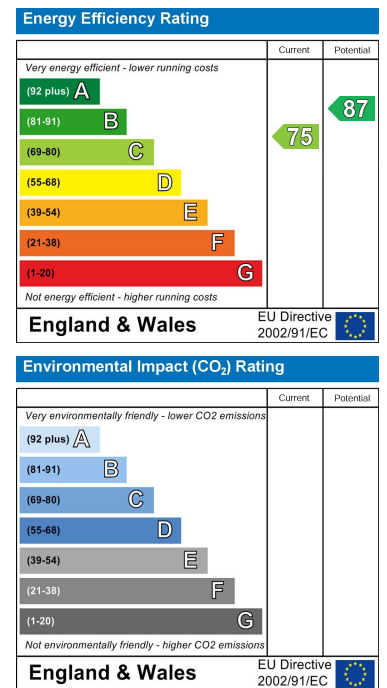 Energy Efficiency Rating
Current Potential
Very energy efficient - lower running costs
(92 plus) A
(81-91) B
(69-80) C
(55-68) D
(39-54) E
(21-38) F
(1-20) G
75
87
Not energy efficient - higher running costs
England & Wales
EU Directive
2002/91/EC
Environmental Impact (CO₂) Rating
Current Potential
Very environmentally friendly - lower CO2 emissions
(92 plus) A
(81-91) B
(69-80) C
(55-68) D
(39-54) E
(21-38) F
(1-20) G
Not environmentally friendly - higher CO2 emissions
England & Wales
EU Directive
2002/91/EC